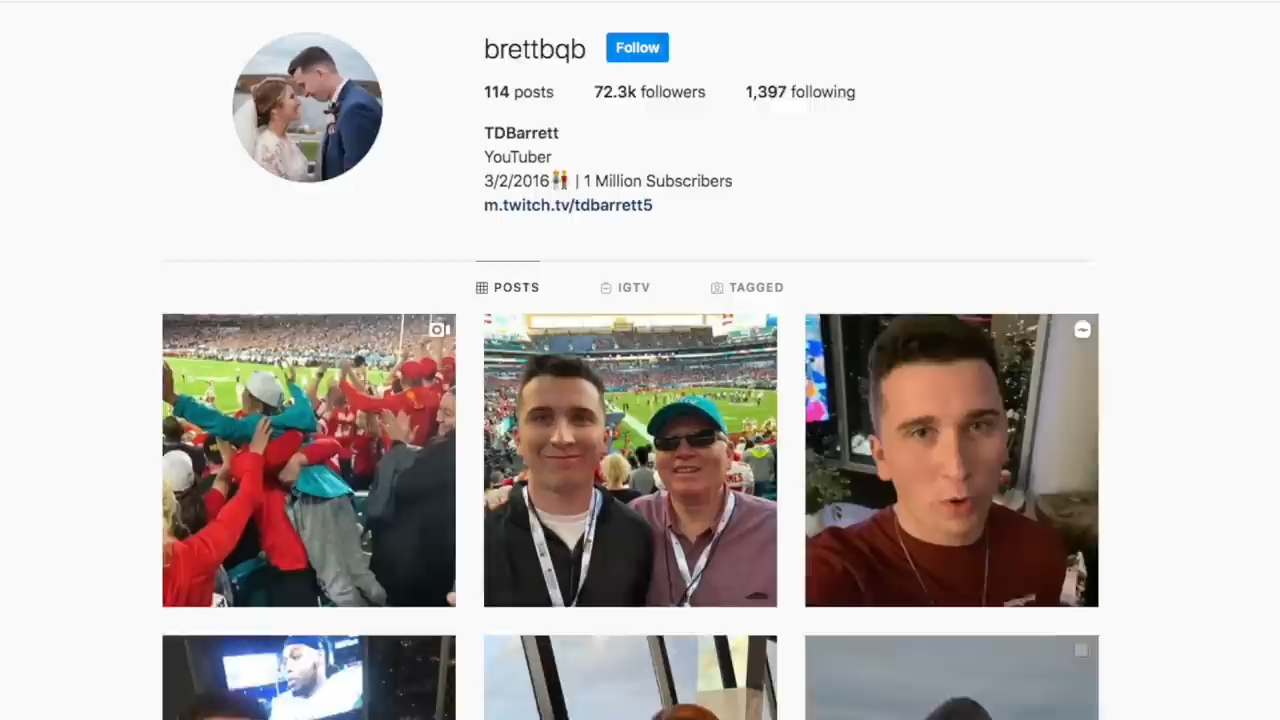 brettbqb Follow
114 posts 72.3k followers 1,397 following
TDBarrett
YouTuber
3/2/2016👬 | 1 Million Subscribers
m.twitch.tv/tdbarrett5
POSTS IGTV TAGGED